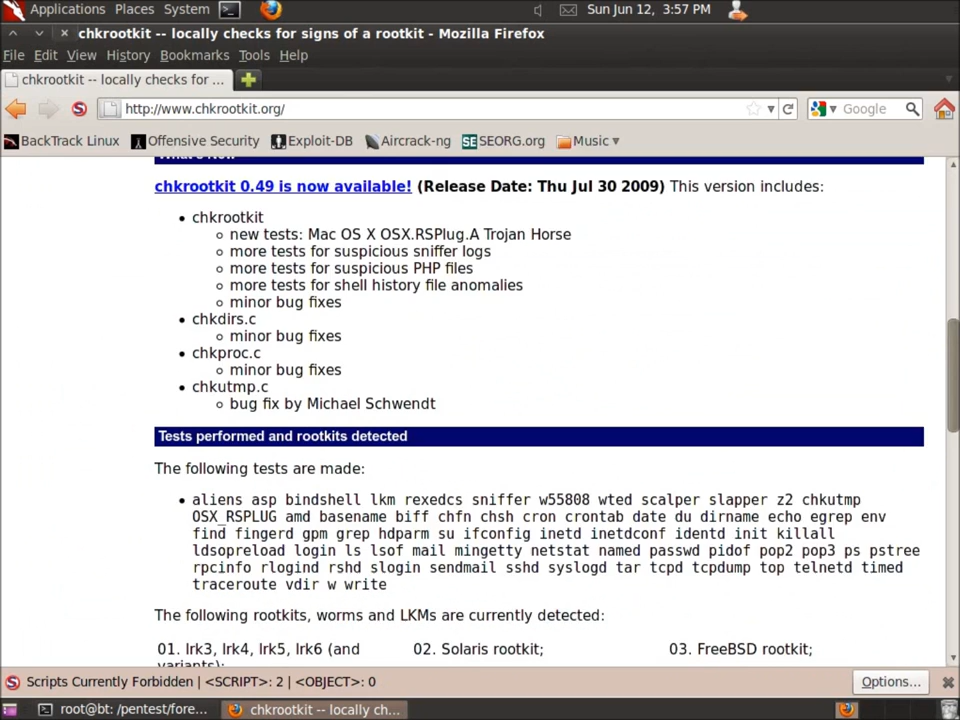 Applications Places System Sun Jun 12, 3:57 PM
chkrootkit -- locally checks for signs of a rootkit - Mozilla Firefox
File Edit View History Bookmarks Tools Help
chkrootkit -- locally checks for ...
http://www.chkrootkit.org/ Google
BackTrack Linux Offensive Security Exploit-DB Aircrack-ng SEORG.org Music
What's New
chkrootkit 0.49 is now available! (Release Date: Thu Jul 30 2009) This version includes:
• chkrootkit
◦ new tests: Mac OS X OSX.RSPlug.A Trojan Horse
◦ more tests for suspicious sniffer logs
◦ more tests for suspicious PHP files
◦ more tests for shell history file anomalies
◦ minor bug fixes
• chkdirs.c
◦ minor bug fixes
• chkproc.c
◦ minor bug fixes
• chkutmp.c
◦ bug fix by Michael Schwendt
Tests performed and rootkits detected
The following tests are made:
• aliens asp bindshell lkm rexedcs sniffer w55808 wted scalper slapper z2 chkutmp
OSX_RSPLUG amd basename biff chfn chsh cron crontab date du dirname echo egrep env
find fingerd gpm grep hdparm su ifconfig inetd inetdconf identd init killall
ldsopreload login ls lsof mail mingetty netstat named passwd pidof pop2 pop3 ps pstree
rpcinfo rlogind rshd slogin sendmail sshd syslogd tar tcpd tcpdump top telnetd timed
traceroute vdir w write
The following rootkits, worms and LKMs are currently detected:
01. lrk3, lrk4, lrk5, lrk6 (and 02. Solaris rootkit; 03. FreeBSD rootkit;
variants);
Scripts Currently Forbidden | <SCRIPT>: 2 | <OBJECT>: 0 Options...
root@bt: /pentest/fore... chkrootkit -- locally ch...